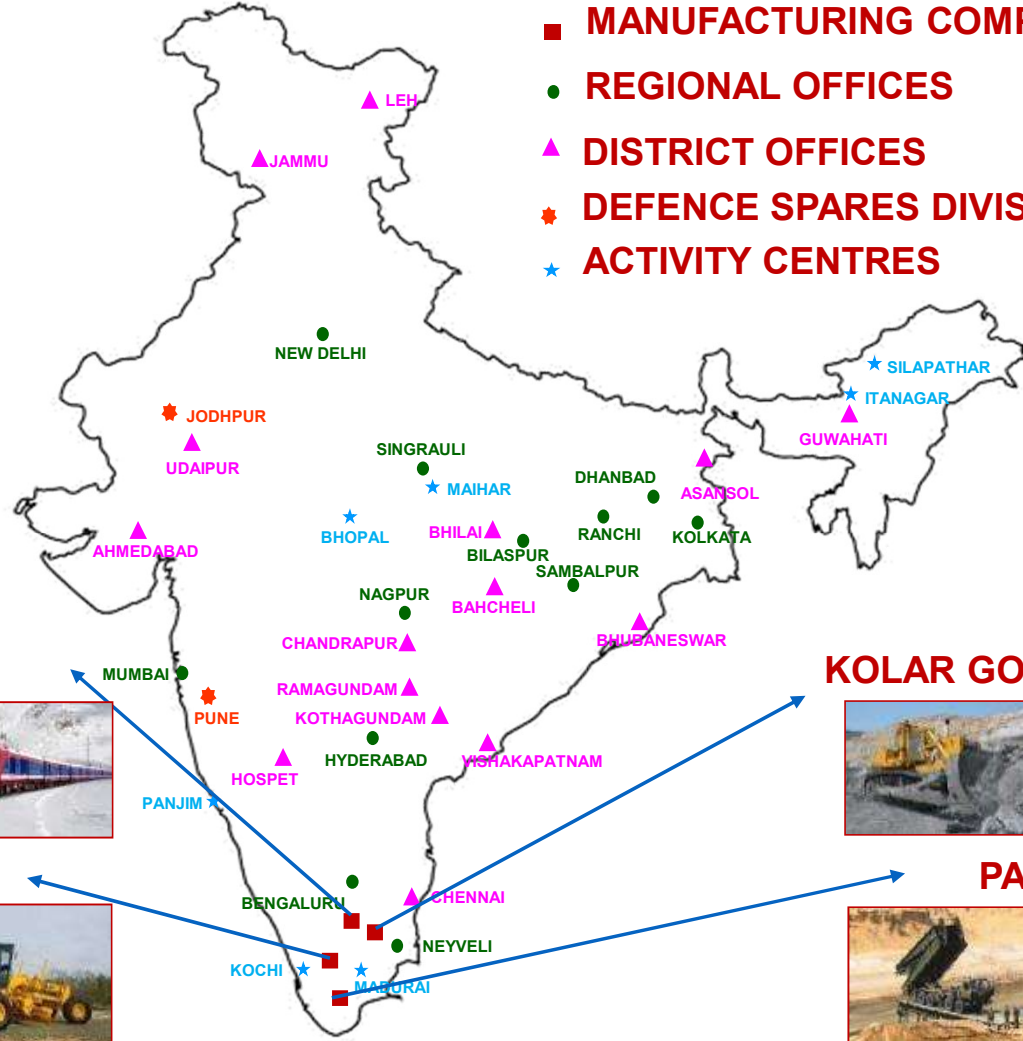 MANUFACTURING COMP
REGIONAL OFFICES
DISTRICT OFFICES
DEFENCE SPARES DIVIS
ACTIVITY CENTRES
LEH
JAMMU
NEW DELHI
SILAPATHAR
ITANAGAR
GUWAHATI
JODHPUR
UDAIPUR
SINGRAULI
MAIHAR
DHANBAD
ASANSOL
AHMEDABAD
BHOPAL
BHILAI
BILASPUR
RANCHI
KOLKATA
SAMBALPUR
NAGPUR
BAHCHELI
CHANDRAPUR
BHUBANESWAR
MUMBAI
RAMAGUNDAM
KOLAR GO
PUNE
KOTHAGUNDAM
HYDERABAD
VISHAKAPATNAM
HOSPET
PANJIM
BENGALURU
CHENNAI
PA
NEYVELI
KOCHI
MADURAI